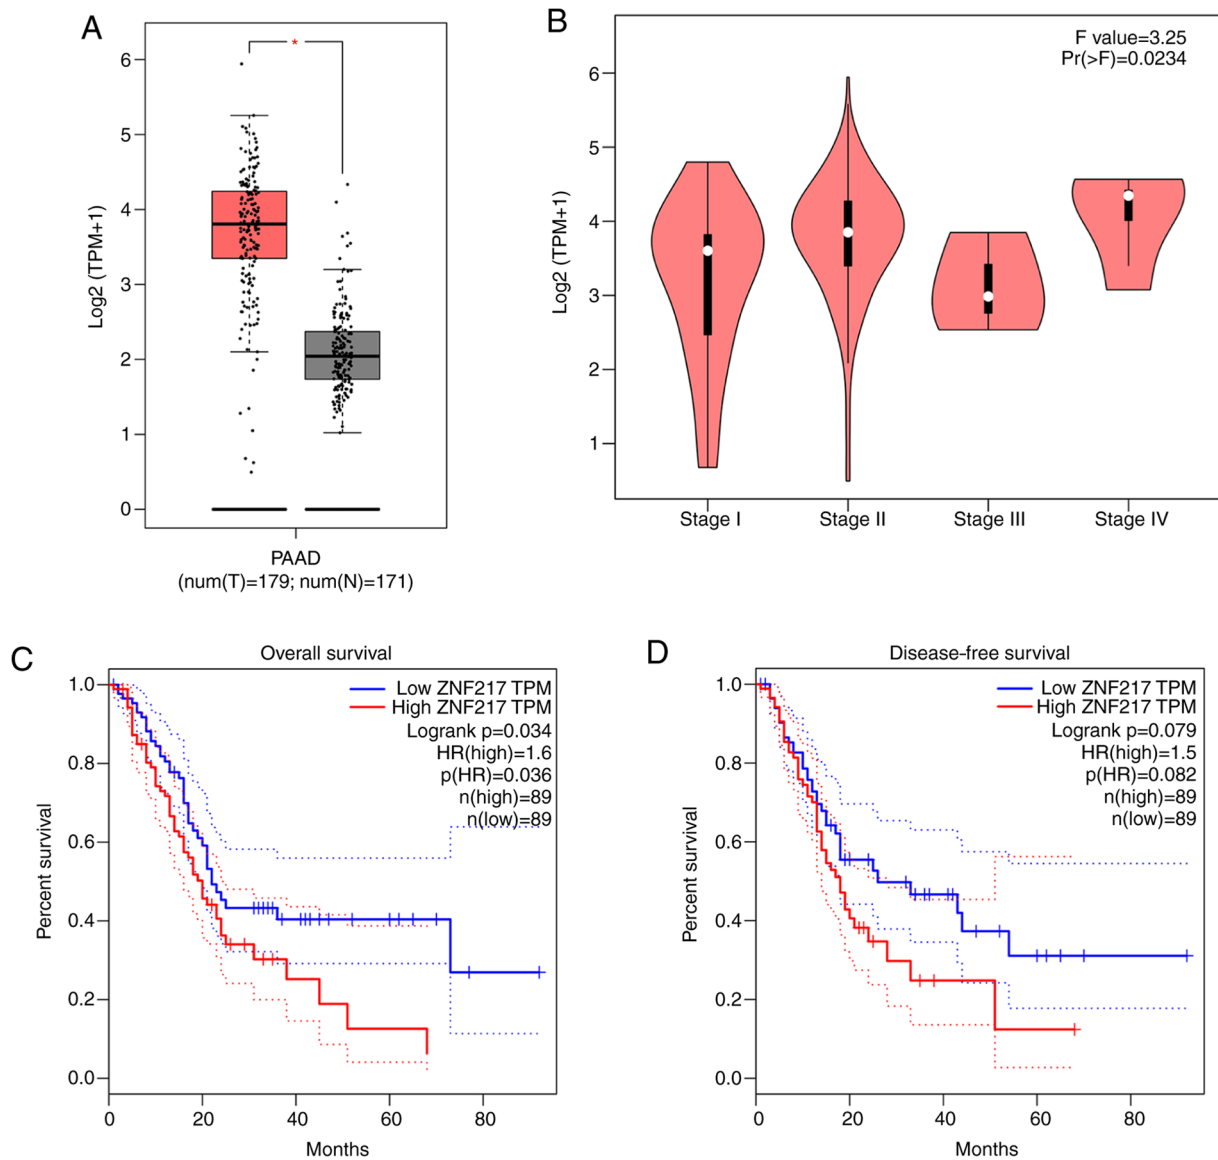 A
*
6
5
4
3
2
1
0
Log2 (TPM+1)
PAAD
(num(T)=179; num(N)=171)
B
F value=3.25
Pr(>F)=0.0234
6
5
4
3
2
1
Log2 (TPM+1)
Stage I
Stage II
Stage III
Stage IV
C
Overall survival
Low ZNF217 TPM
High ZNF217 TPM
Logrank p=0.034
HR(high)=1.6
p(HR)=0.036
n(high)=89
n(low)=89
1.0
0.8
0.6
0.4
0.2
0.0
Percent survival
0 20 40 60 80
Months
D
Disease-free survival
Low ZNF217 TPM
High ZNF217 TPM
Logrank p=0.079
HR(high)=1.5
p(HR)=0.082
n(high)=89
n(low)=89
1.0
0.8
0.6
0.4
0.2
0.0
Percent survival
0 20 40 60 80
Months